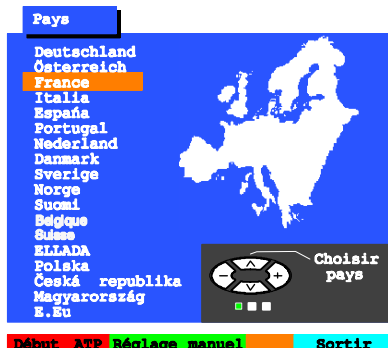 Pays
Deutschland
Österreich
France
Italia
España
Portugal
Nederland
Danmark
Sverige
Norge
Suomi
Belgique
Suisse
ELLADA
Polska
Česká republika
Magyarország
E.Eu
Choisir
pays
Début ATP Réglage manuel Sortir